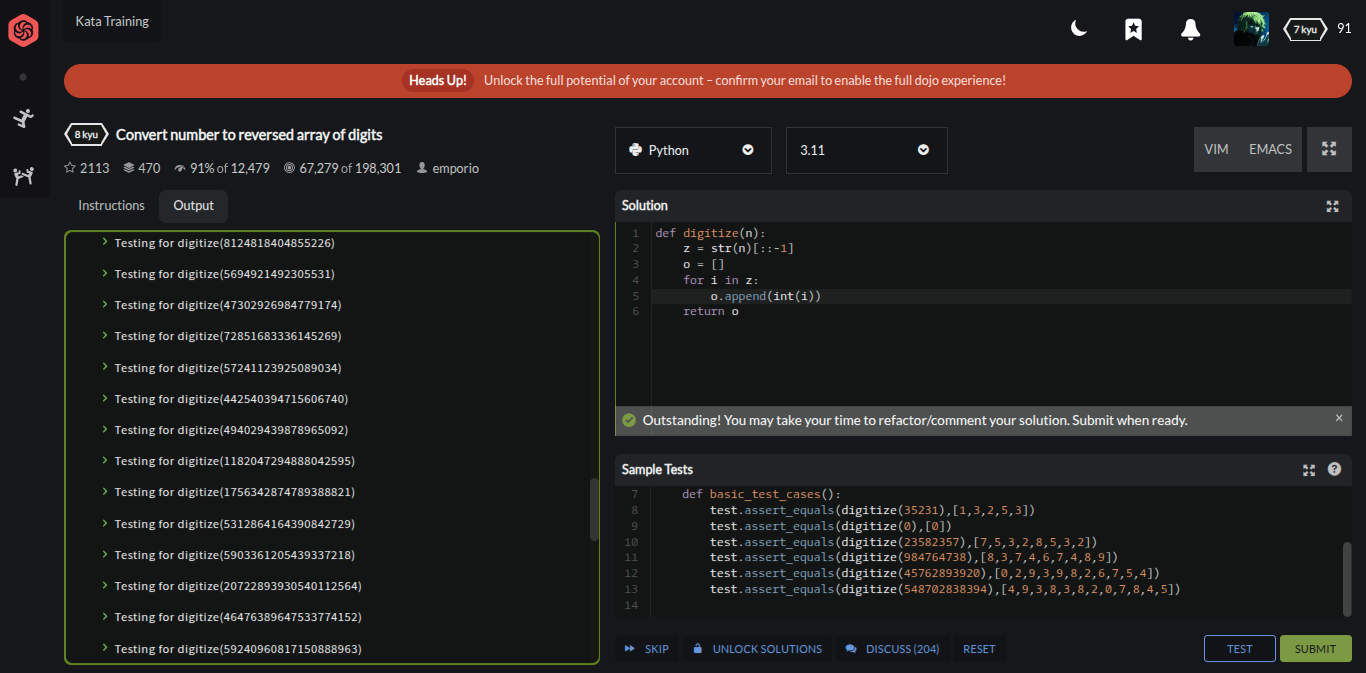 Kata Training
7 kyu 91
Heads Up! Unlock the full potential of your account – confirm your email to enable the full dojo experience!
8 kyu Convert number to reversed array of digits
2113 470 91% of 12,479 67,279 of 198,301 emporio
Instructions Output
Testing for digitize(8124818404855226)
Testing for digitize(5694921492305531)
Testing for digitize(47302926984779174)
Testing for digitize(72851683336145269)
Testing for digitize(57241123925089034)
Testing for digitize(442540394715606740)
Testing for digitize(494029439878965092)
Testing for digitize(1182047294888042595)
Testing for digitize(1756342874789388821)
Testing for digitize(5312864164390842729)
Testing for digitize(5903361205439337218)
Testing for digitize(20722893930540112564)
Testing for digitize(46476389647533774152)
Testing for digitize(59240960817150888963)
Python 3.11 VIM EMACS
Solution
1 def digitize(n):
2 z = str(n)[::-1]
3 o = []
4 for i in z:
5 o.append(int(i))
6 return o
Outstanding! You may take your time to refactor/comment your solution. Submit when ready. ×
Sample Tests ?
7 def basic_test_cases():
8 test.assert_equals(digitize(35231),[1,3,2,5,3])
9 test.assert_equals(digitize(0),[0])
10 test.assert_equals(digitize(23582357),[7,5,3,2,8,5,3,2])
11 test.assert_equals(digitize(984764738),[8,3,7,4,6,7,4,8,9])
12 test.assert_equals(digitize(45762893920),[0,2,9,3,9,8,2,6,7,5,4])
13 test.assert_equals(digitize(548702838394),[4,9,3,8,3,8,2,0,7,8,4,5])
14
SKIP UNLOCK SOLUTIONS DISCUSS (204) RESET TEST SUBMIT